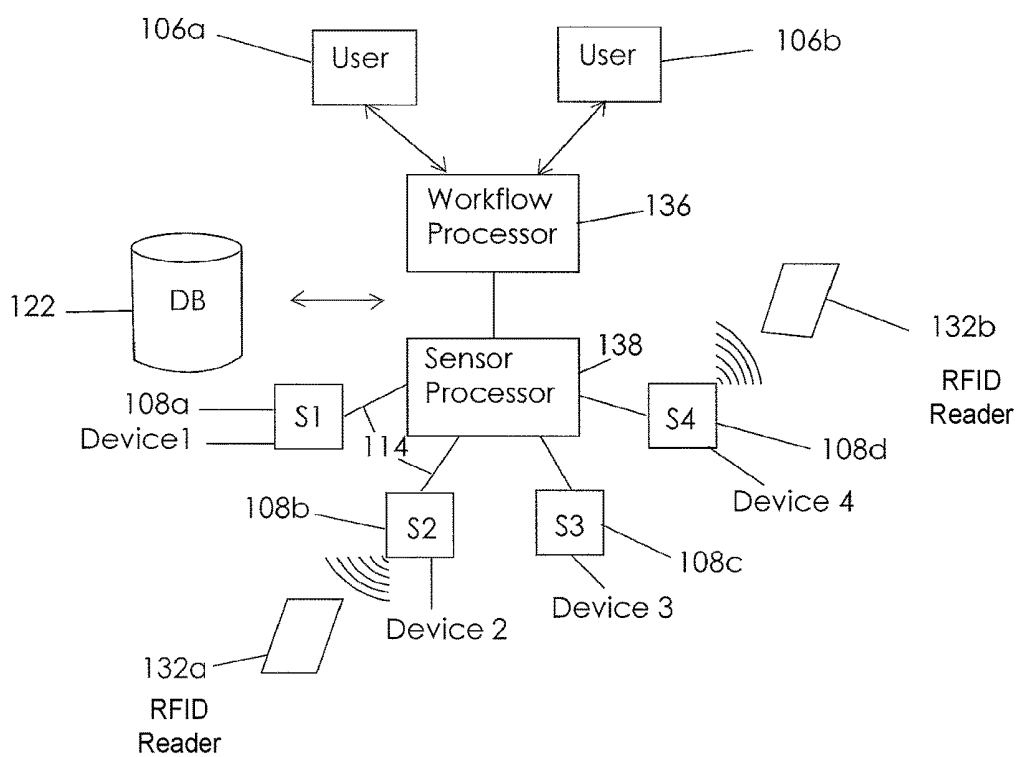 106a
User
User
106b
Workflow
Processor
136
122
DB
132b
RFID
Reader
Sensor
Processor
138
108a
Device1
S1
114
S4
108d
Device 4
108b
S2
S3
108c
Device 3
Device 2
132a
RFID
Reader